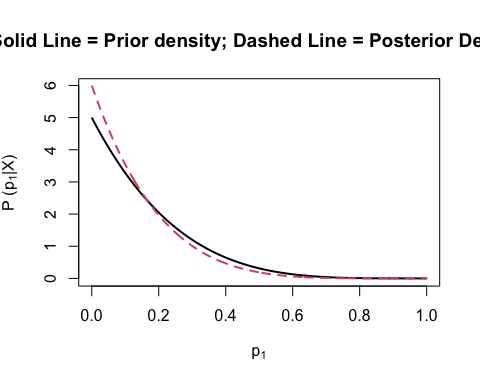 Solid Line = Prior density; Dashed Line = Posterior De
6
5
4
3
2
1
0
P (p1|X)
0.0 0.2 0.4 0.6 0.8 1.0
p1